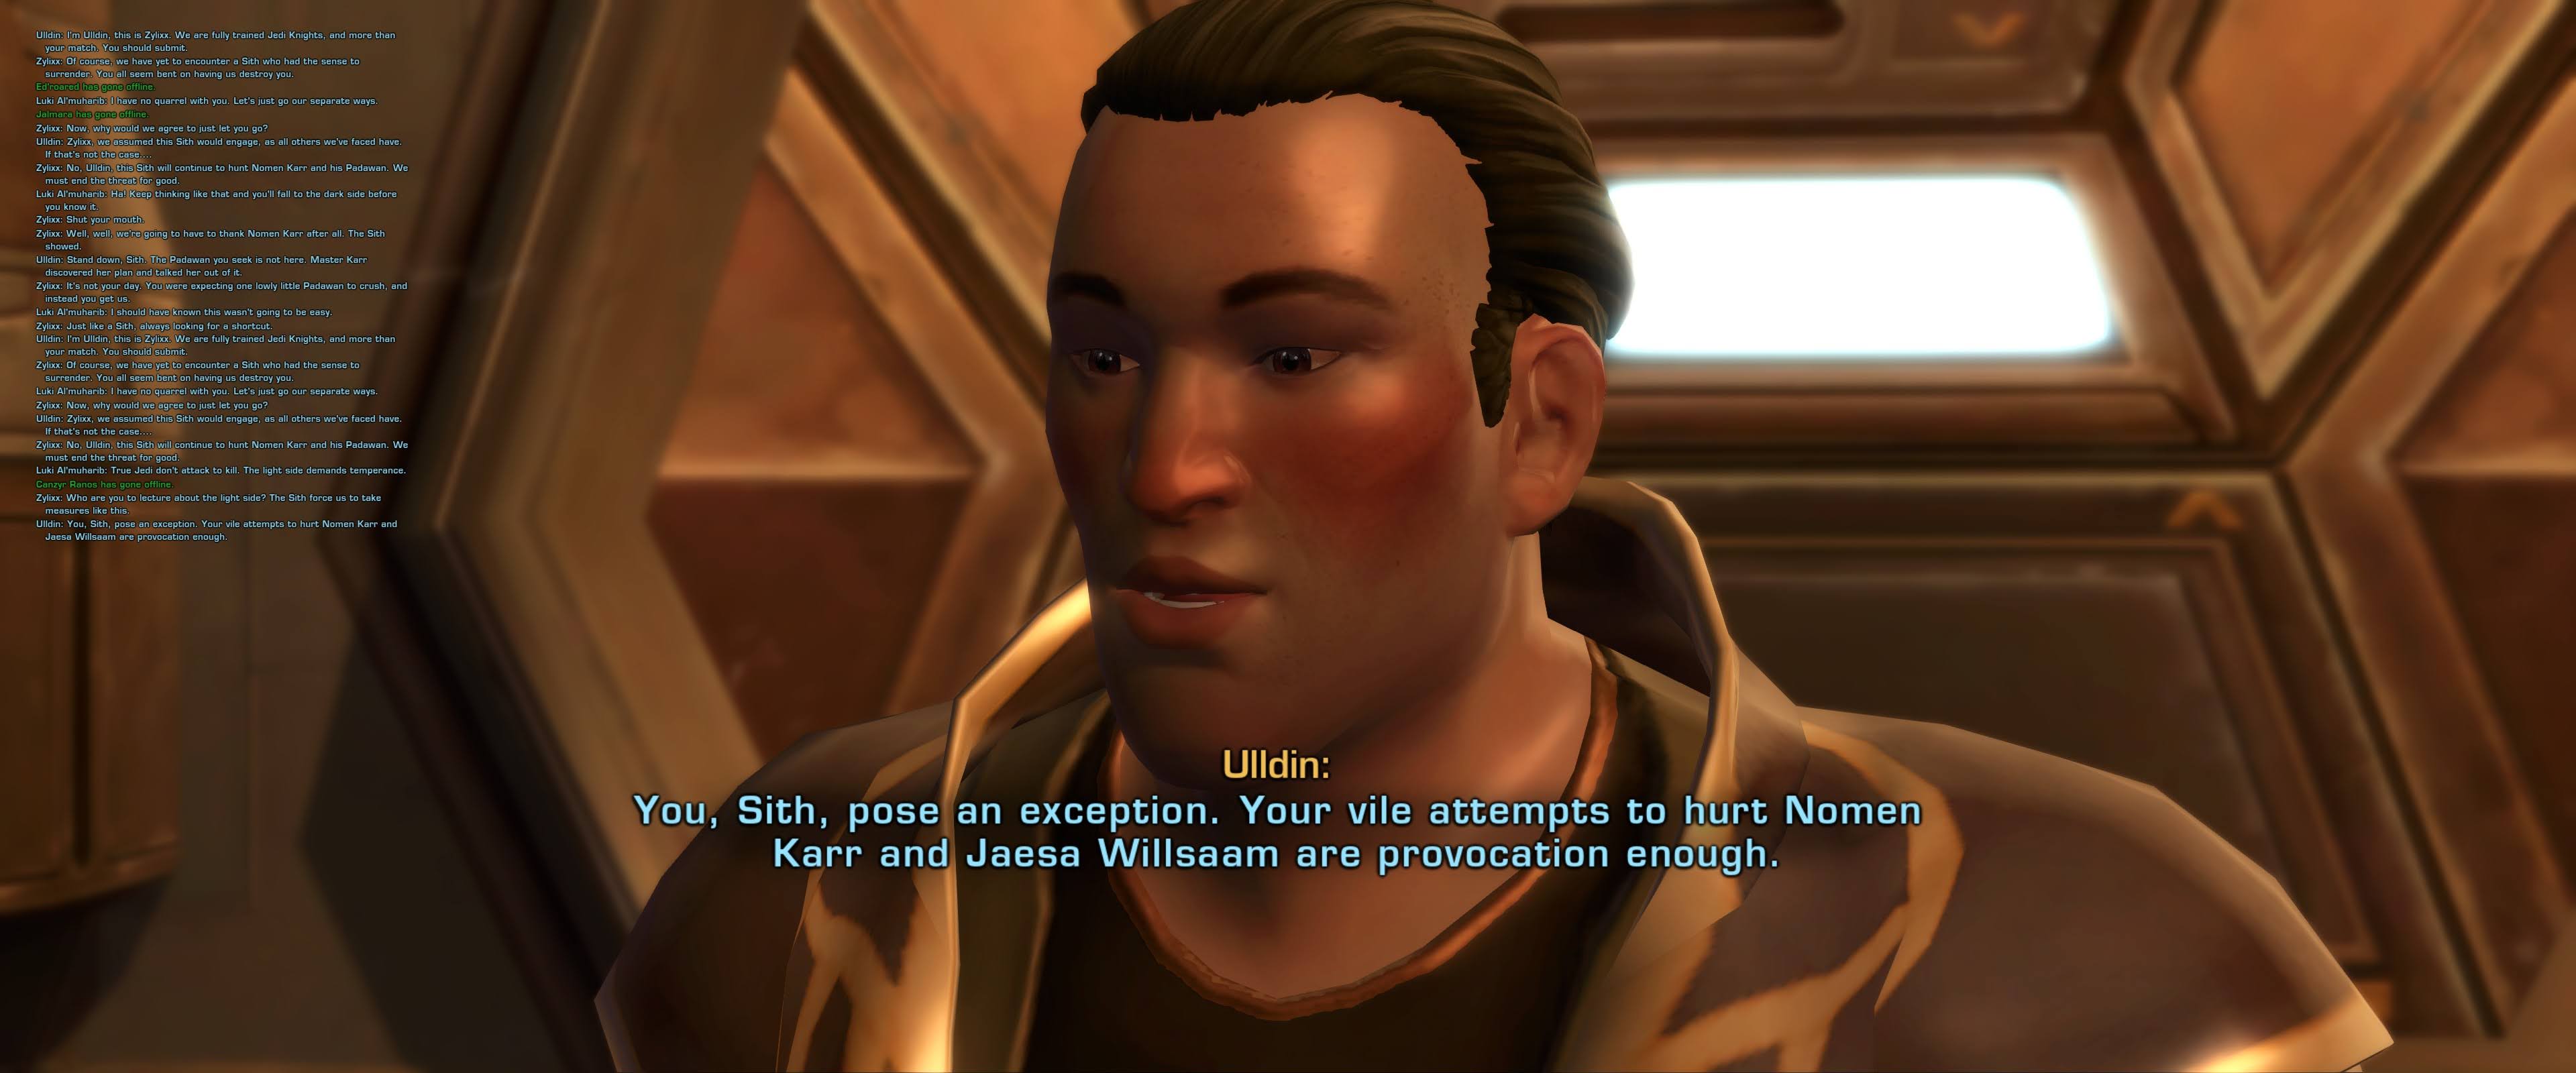 Ulldin: I'm Ulldin, this is Zylixx. We are fully trained Jedi Knights, and more than
your match. You should submit.
Zylixx: Of course, we have yet to encounter a Sith who had the sense to
surrender. You all seem bent on having us destroy you.
Ed'roared has gone offline.
Luki Al'muharib: I have no quarrel with you. Let's just go our separate ways.
Jalmara has gone offline.
Zylixx: Now, why would we agree to just let you go?
Ulldin: Zylixx, we assumed this Sith would engage, as all others we've faced have.
If that's not the case....
Zylixx: No, Ulldin, this Sith will continue to hunt Nomen Karr and his Padawan. We
must end the threat for good.
Luki Al'muharib: Ha! Keep thinking like that and you'll fall to the dark side before
you know it.
Zylixx: Shut your mouth.
Zylixx: Well, well, we're going to have to thank Nomen Karr after all. The Sith
showed.
Ulldin: Stand down, Sith. The Padawan you seek is not here. Master Karr
discovered her plan and talked her out of it.
Zylixx: It's not your day. You were expecting one lowly little Padawan to crush, and
instead you get us.
Luki Al'muharib: I should have known this wasn't going to be easy.
Zylixx: Just like a Sith, always looking for a shortcut.
Ulldin: I'm Ulldin, this is Zylixx. We are fully trained Jedi Knights, and more than
your match. You should submit.
Zylixx: Of course, we have yet to encounter a Sith who had the sense to
surrender. You all seem bent on having us destroy you.
Luki Al'muharib: I have no quarrel with you. Let's just go our separate ways.
Zylixx: Now, why would we agree to just let you go?
Ulldin: Zylixx, we assumed this Sith would engage, as all others we've faced have.
If that's not the case....
Zylixx: No, Ulldin, this Sith will continue to hunt Nomen Karr and his Padawan. We
must end the threat for good.
Luki Al'muharib: True Jedi don't attack to kill. The light side demands temperance.
Canzyr Ranos has gone offline.
Zylixx: Who are you to lecture about the light side? The Sith force us to take
measures like this.
Ulldin: You, Sith, pose an exception. Your vile attempts to hurt Nomen Karr and
Jaesa Willsaam are provocation enough.
Ulldin:
You, Sith, pose an exception. Your vile attempts to hurt Nomen
Karr and Jaesa Willsaam are provocation enough.